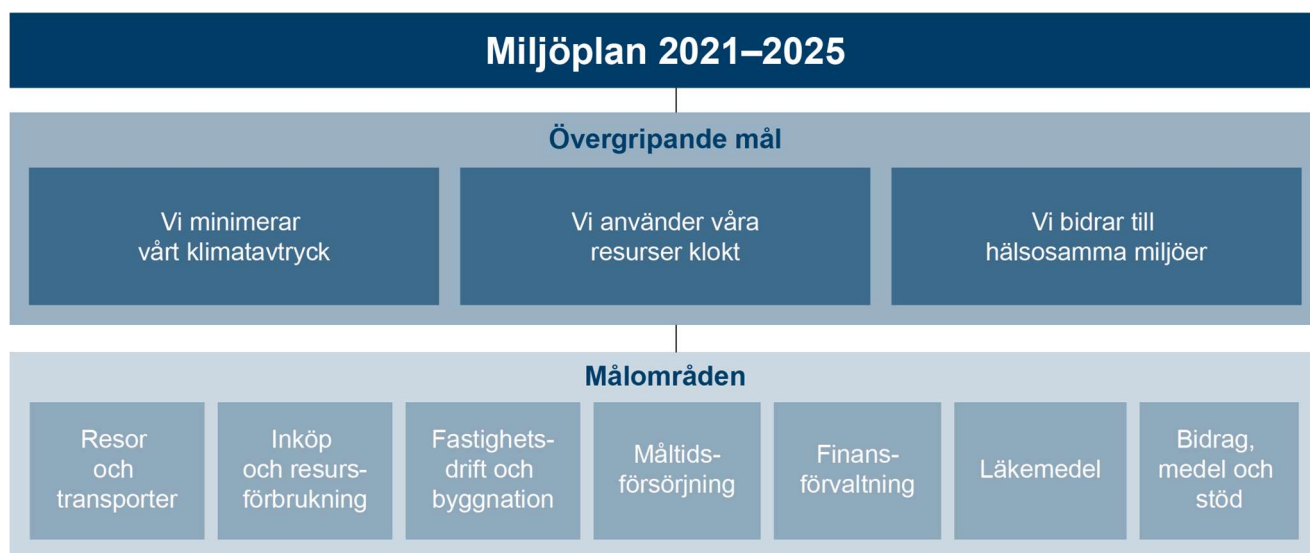 Miljöplan 2021–2025
Övergripande mål
Vi minimerar
vårt klimatavtryck
Vi använder våra
resurser klokt
Vi bidrar till
hälsosamma miljöer
Målområden
Resor
och
transporter
Inköp
och resurs-
förbrukning
Fastighets-
drift och
byggnation
Måltids-
försörjning
Finans-
förvaltning
Läkemedel
Bidrag,
medel och
stöd